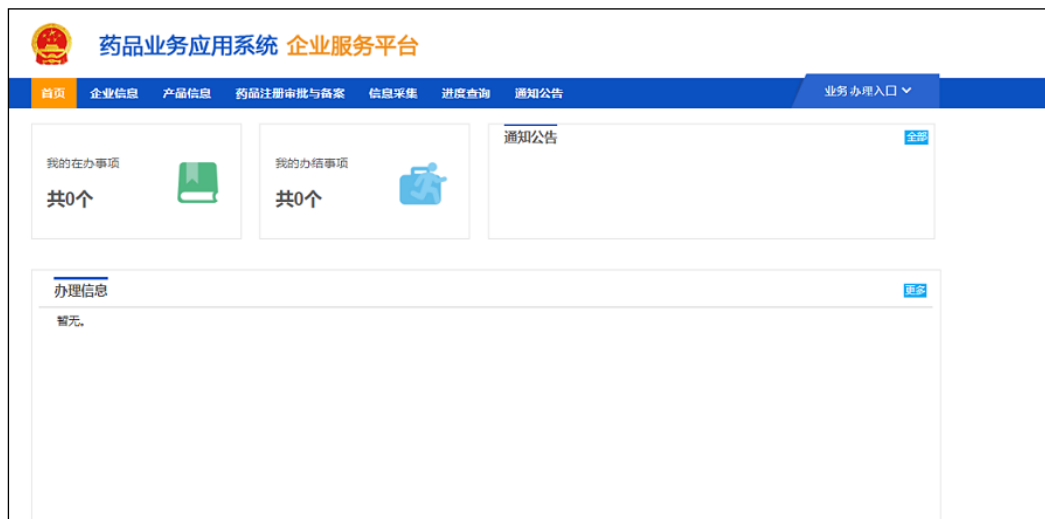 药品业务应用系统 企业服务平台
首页 企业信息 产品信息 药品注册审批与备案 信息采集 进度查询 通知公告 业务办理入口
我的在办事项
共0个
我的办结事项
共0个
通知公告 全部
办理信息 更多
暂无。